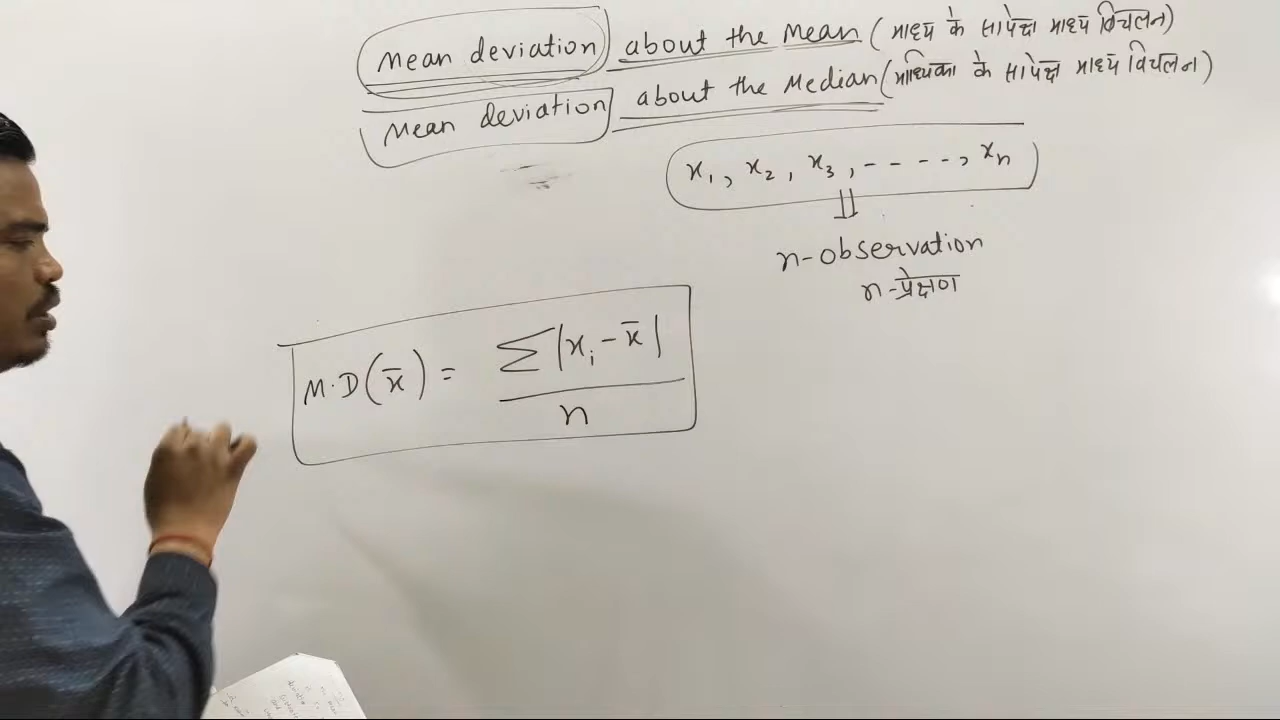 Mean deviation about the Mean (माध्य के सापेक्ष माध्य विचलन)
Mean deviation about the Median (माध्यिका के सापेक्ष माध्य विचलन)
x₁, x₂, x₃, - - - -, xₙ
n-observation
n-प्रेक्षण
M.D(x̄) = Σ|xᵢ - x̄| / n